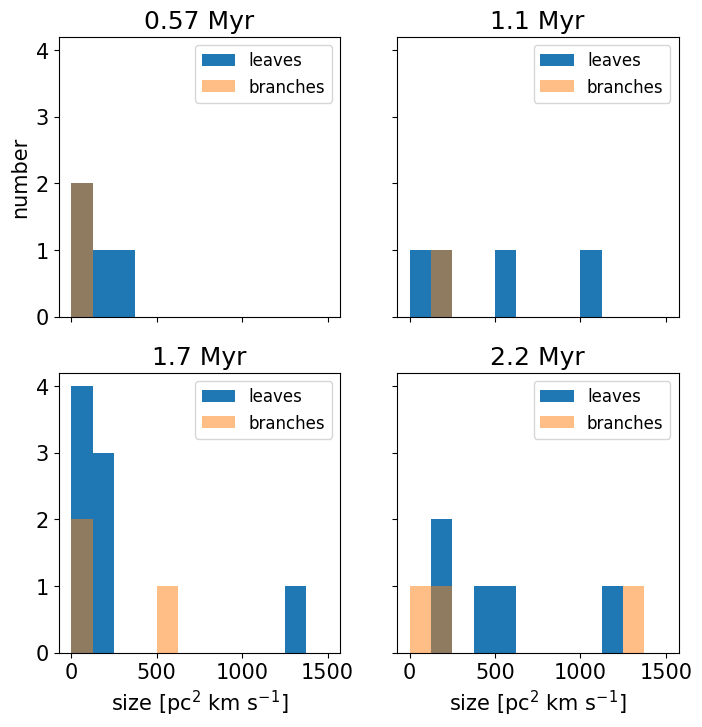 0.57 Myr
leaves
branches
4
3
2
1
0
number
1.1 Myr
leaves
branches
1.7 Myr
leaves
branches
4
3
2
1
0
0 500 1000 1500
size [pc² km s⁻¹]
2.2 Myr
leaves
branches
0 500 1000 1500
size [pc² km s⁻¹]